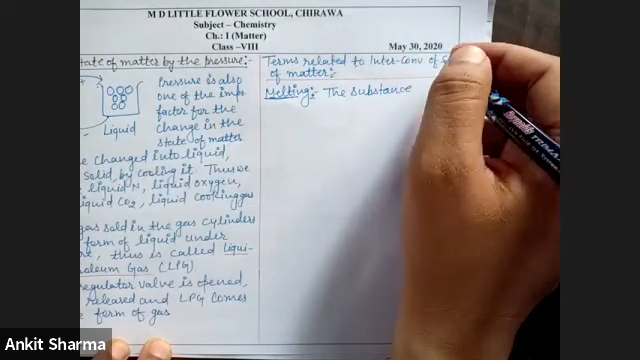 M D LITTLE FLOWER SCHOOL, CHIRAWA
Subject – Chemistry
Ch.: I (Matter)
Class –VIII
May 30, 2020
state of matter by the pressure:-
Pressure is also
one of the imp.
factor for the
change in the
state of matter
Liquid
changed into liquid,
solid, by cooling it. Thus we
liquid N, liquid oxygen,
liquid CO2, liquid cooking gas
gas sold in the gas cylinders
form of liquid under
, thus is called Liqui-
Gas (LPG)
regulator valve is opened,
released and LPG comes
form of gas
Terms related to Inter-Conv. of
of matter:-
Melting:- The substance
Ankit Sharma